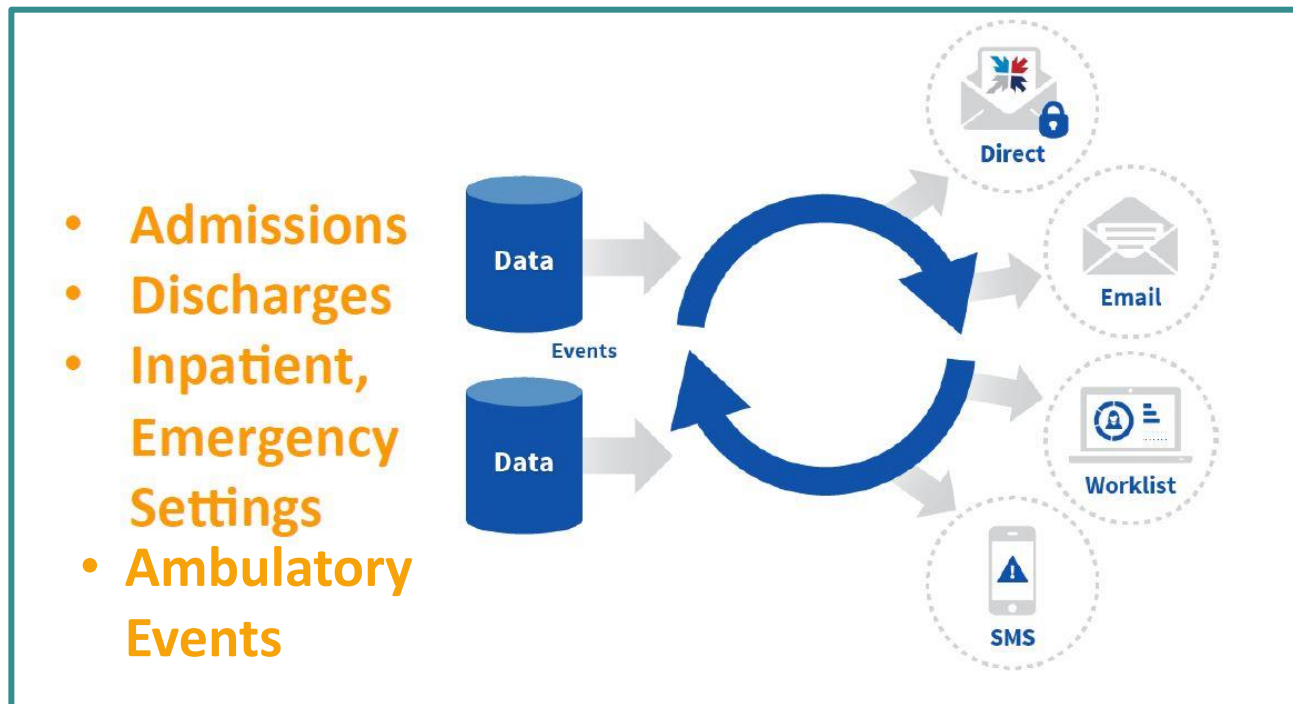 • Admissions
• Discharges
• Inpatient,
Emergency
Settings
• Ambulatory
Events
Data
Events
Data
Direct
Email
Worklist
SMS